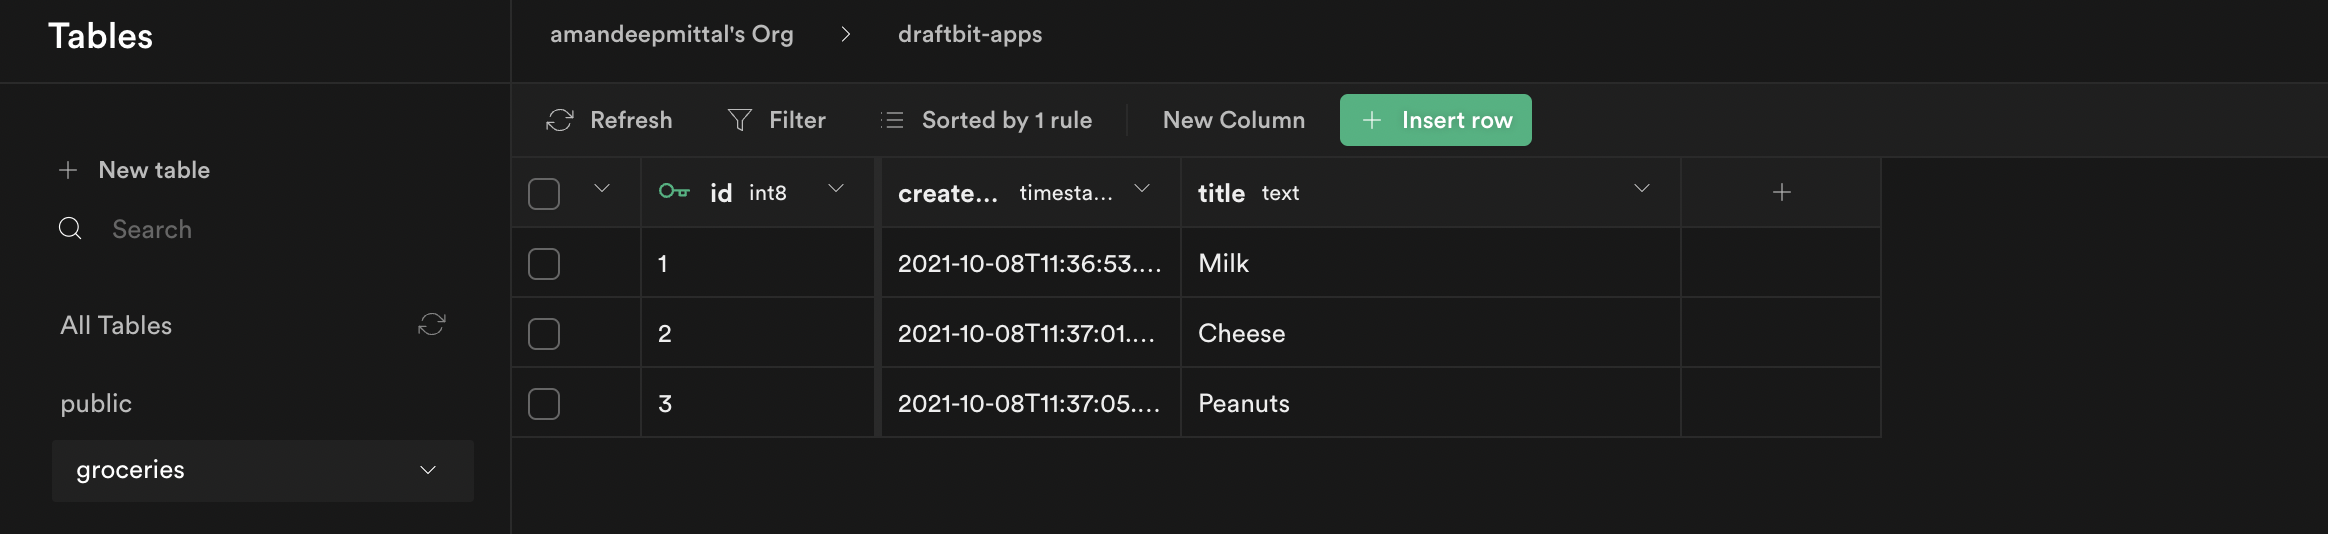 Tables
amandeepmittal's Org > draftbit-apps
Refresh Filter Sorted by 1 rule New Column + Insert row
+ New table
Search
All Tables
public
groceries
id int8 create... timesta... title text +
1 2021-10-08T11:36:53.... Milk
2 2021-10-08T11:37:01.... Cheese
3 2021-10-08T11:37:05.... Peanuts